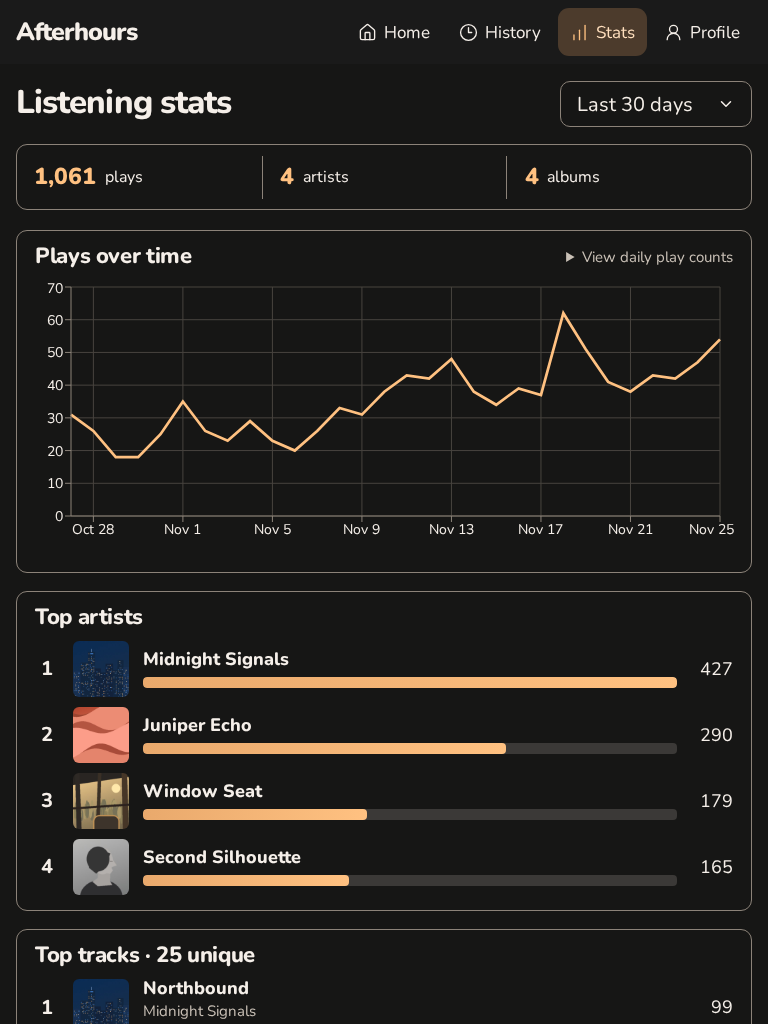 Afterhours
Home
History
Stats
Profile
Listening stats
Last 30 days
1,061 plays
4 artists
4 albums
Plays over time
View daily play counts
70
60
50
40
30
20
10
0
Oct 28
Nov 1
Nov 5
Nov 9
Nov 13
Nov 17
Nov 21
Nov 25
Top artists
1
Midnight Signals
427
2
Juniper Echo
290
3
Window Seat
179
4
Second Silhouette
165
Top tracks · 25 unique
1
Northbound
Midnight Signals
99